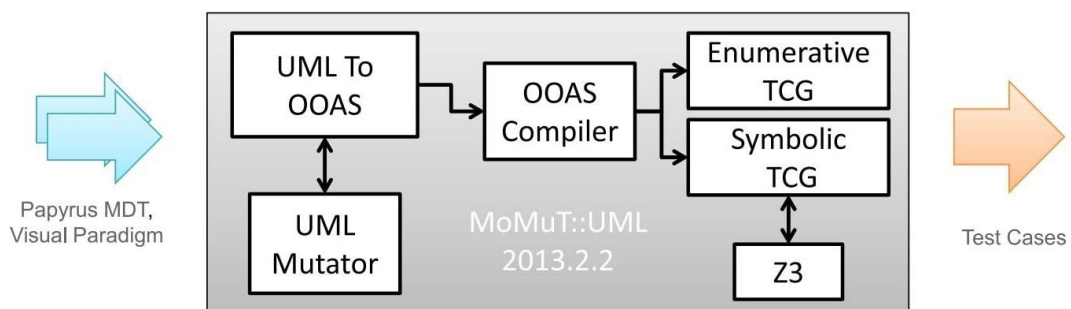 Papyrus MDT,
Visual Paradigm
UML To
OOAS
UML
Mutator
OOAS
Compiler
Enumerative
TCG
Symbolic
TCG
Z3
MoMuT::UML
2013.2.2
Test Cases